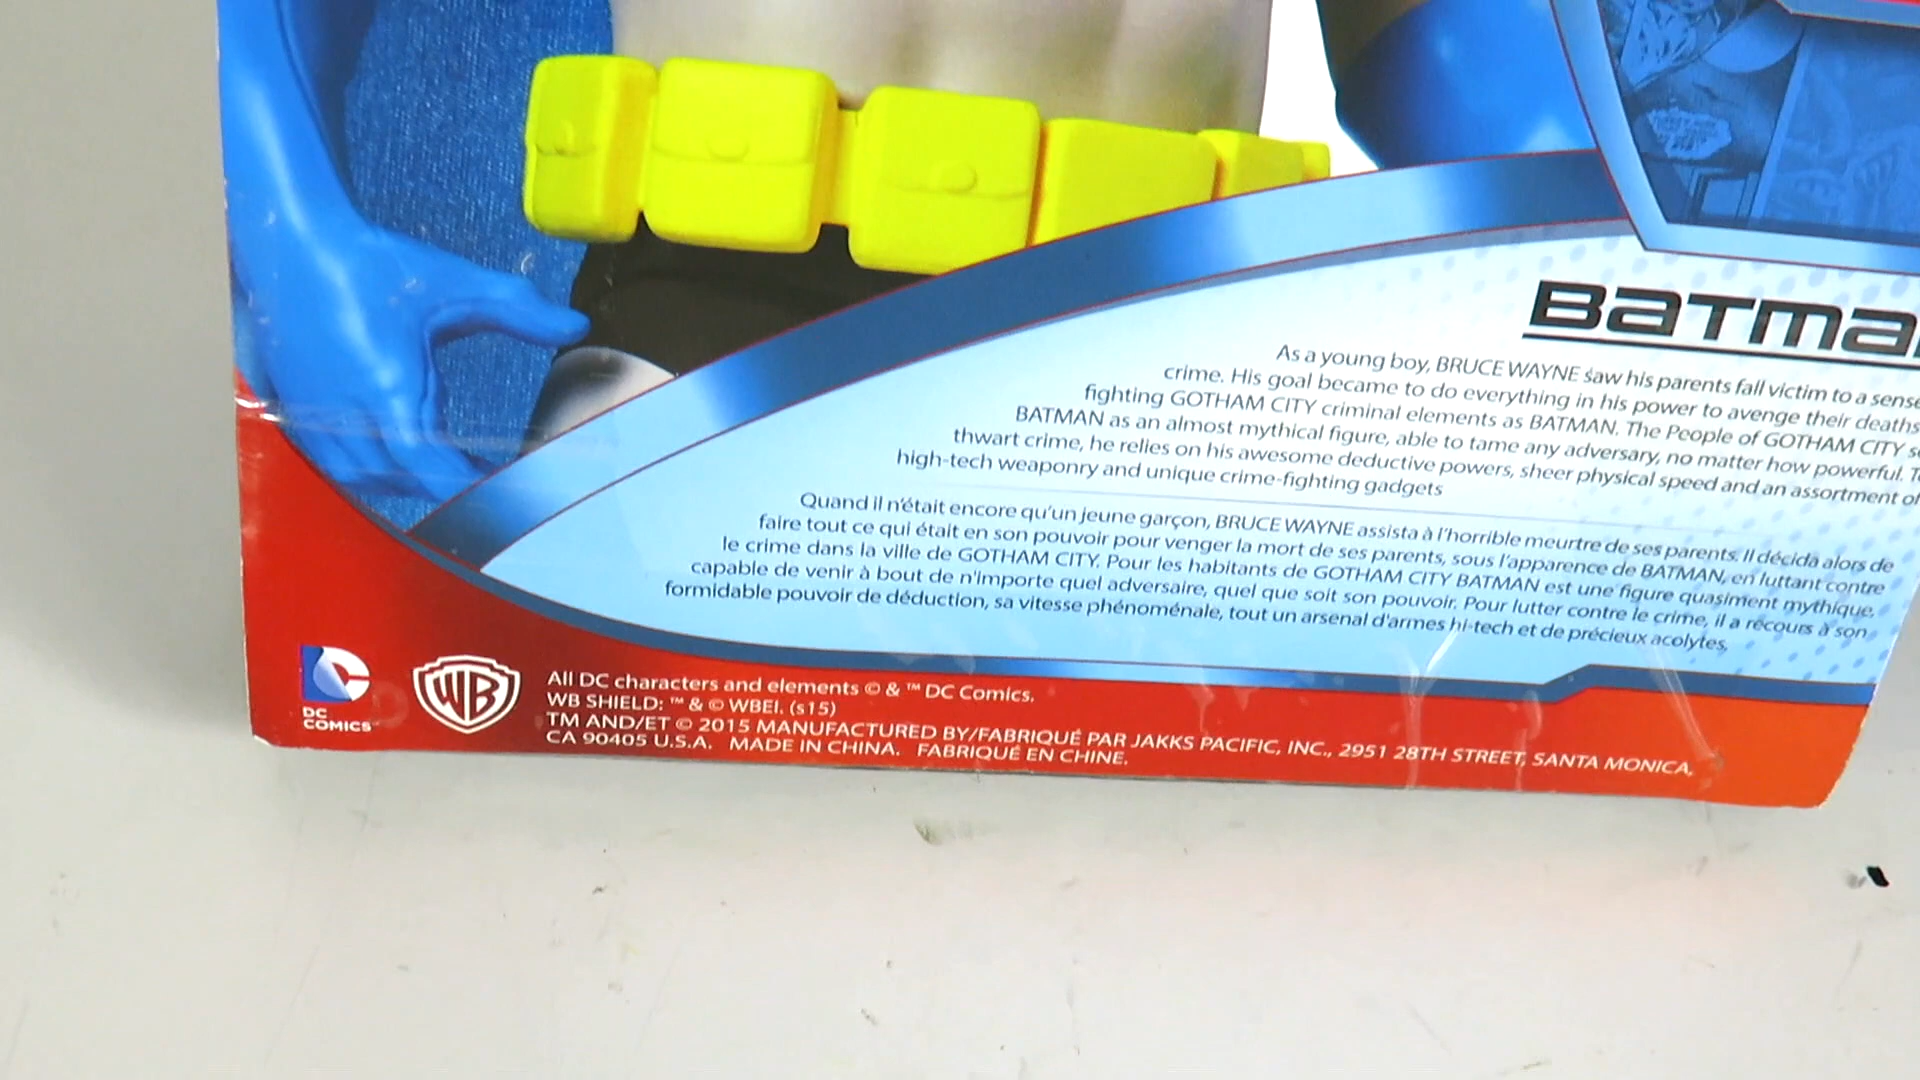 BATMA
As a young boy, BRUCE WAYNE saw his parents fall victim to a
crime. His goal became to do everything in his power to avenge their deaths
fighting GOTHAM CITY criminal elements as BATMAN. The People of GOTHAM CITY
BATMAN as an almost mythical figure, able to tame any adversary, no matter how powerful.
thwart crime, he relies on his awesome deductive powers, sheer physical speed and an assortment of
high-tech weaponry and unique crime-fighting gadgets
Quand il n'était encore qu'un jeune garçon, BRUCE WAYNE assista à l'horrible meurtre de ses parents. Il décida alors de
faire tout ce qui était en son pouvoir pour venger la mort de ses parents, sous l'apparence de BATMAN, en luttant contre
le crime dans la ville de GOTHAM CITY. Pour les habitants de GOTHAM CITY BATMAN est une figure quasiment mythique,
capable de venir à bout de n'importe quel adversaire, quel que soit son pouvoir. Pour lutter contre le crime, il a recours à son
formidable pouvoir de déduction, sa vitesse phénoménale, tout un arsenal d'armes hi-tech et de précieux acolytes.
DC
COMICS
WB
All DC characters and elements © & ™ DC Comics.
WB SHIELD: ™ & © WBEI. (s15)
TM AND/ET © 2015 MANUFACTURED BY/FABRIQUÉ PAR JAKKS PACIFIC, INC., 2951 28TH STREET, SANTA MONICA,
CA 90405 U.S.A. MADE IN CHINA. FABRIQUÉ EN CHINE.